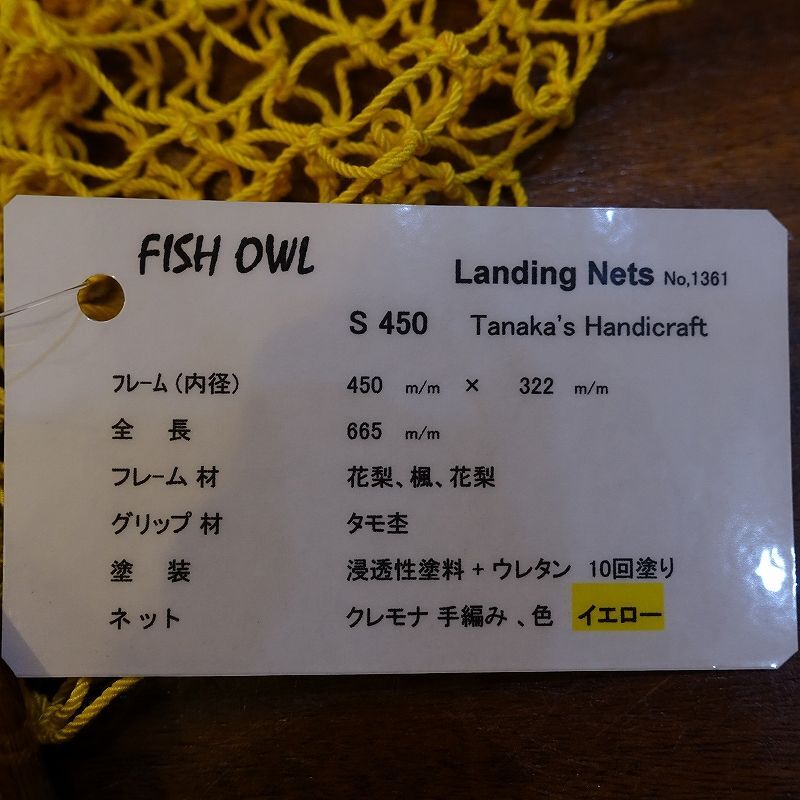 FISH OWL
Landing Nets No,1361
S 450 Tanaka's Handicraft
フレーム(内径) 450 m/m × 322 m/m
全 長 665 m/m
フレーム 材 花梨、楓、花梨
グリップ 材 タモ杢
塗 装 浸透性塗料 + ウレタン 10回塗り
ネット クレモナ 手編み 、色 イエロー